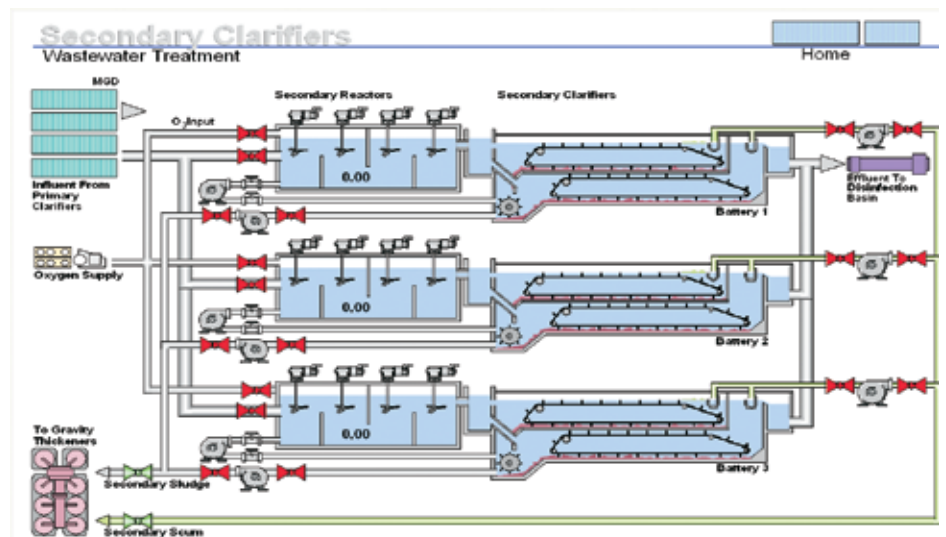 Secondary Clarifiers
Wastewater Treatment
Home
MGD
Secondary Reactors
Secondary Clarifiers
O₂Input
0,00
Influent From
Primary
Clarifiers
Effluent To
Disinfection
Basin
Battery 1
Oxygen Supply
0,00
Battery 2
0,00
To Gravity
Thickeners
Battery 3
Secondary Sludge
Secondary Scum